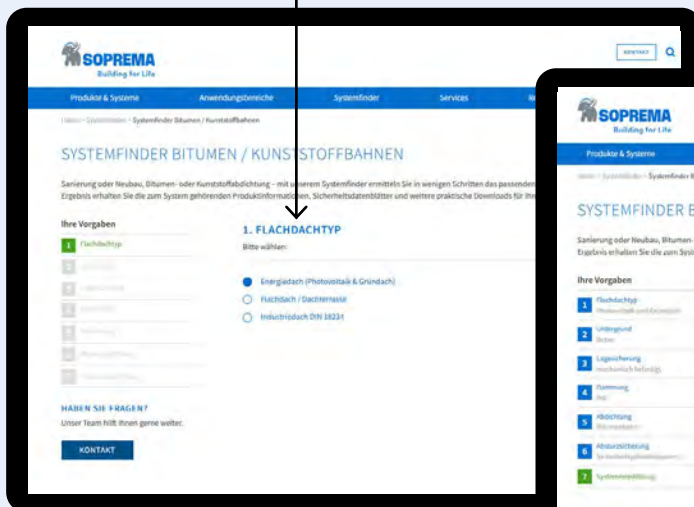 SOPREMA
Building for Life
KONTAKT
Produkte & Systeme
Anwendungsbereiche
Systemfinder
Services
Systemfinder Bitumen / Kunststoffbahnen
SYSTEMFINDER BITUMEN / KUNSTSTOFFBAHNEN
Sanierung oder Neubau, Bitumen- oder Kunststoffabdichtung – mit unserem Systemfinder ermitteln Sie in wenigen Schritten das passenden
Ergebnis erhalten Sie die zum System gehörenden Produktinformationen, Sicherheitsdatenblätter und weitere praktische Downloads für Ihre
Ihre Vorgaben
1 Flachdachtyp
1. FLACHDACHTYP
Bitte wählen:
Energiedach (Photovoltaik & Gründach)
Flachdach / Dachterrasse
Industriedach DIN 18234
HABEN SIE FRAGEN?
Unser Team hilft Ihnen gerne weiter.
KONTAKT
SOPREMA
Building for Life
Produkte & Systeme
SYSTEMFINDER B
Sanierung oder Neubau, Bitumen-
Ergebnis erhalten Sie die zum Syst
Ihre Vorgaben
1 Flachdachtyp
2 Untergrund
3 Lagesicherung
mechanisch befestigt
4 Dämmung
5 Abdichtung
6 Absturzsicherung
7